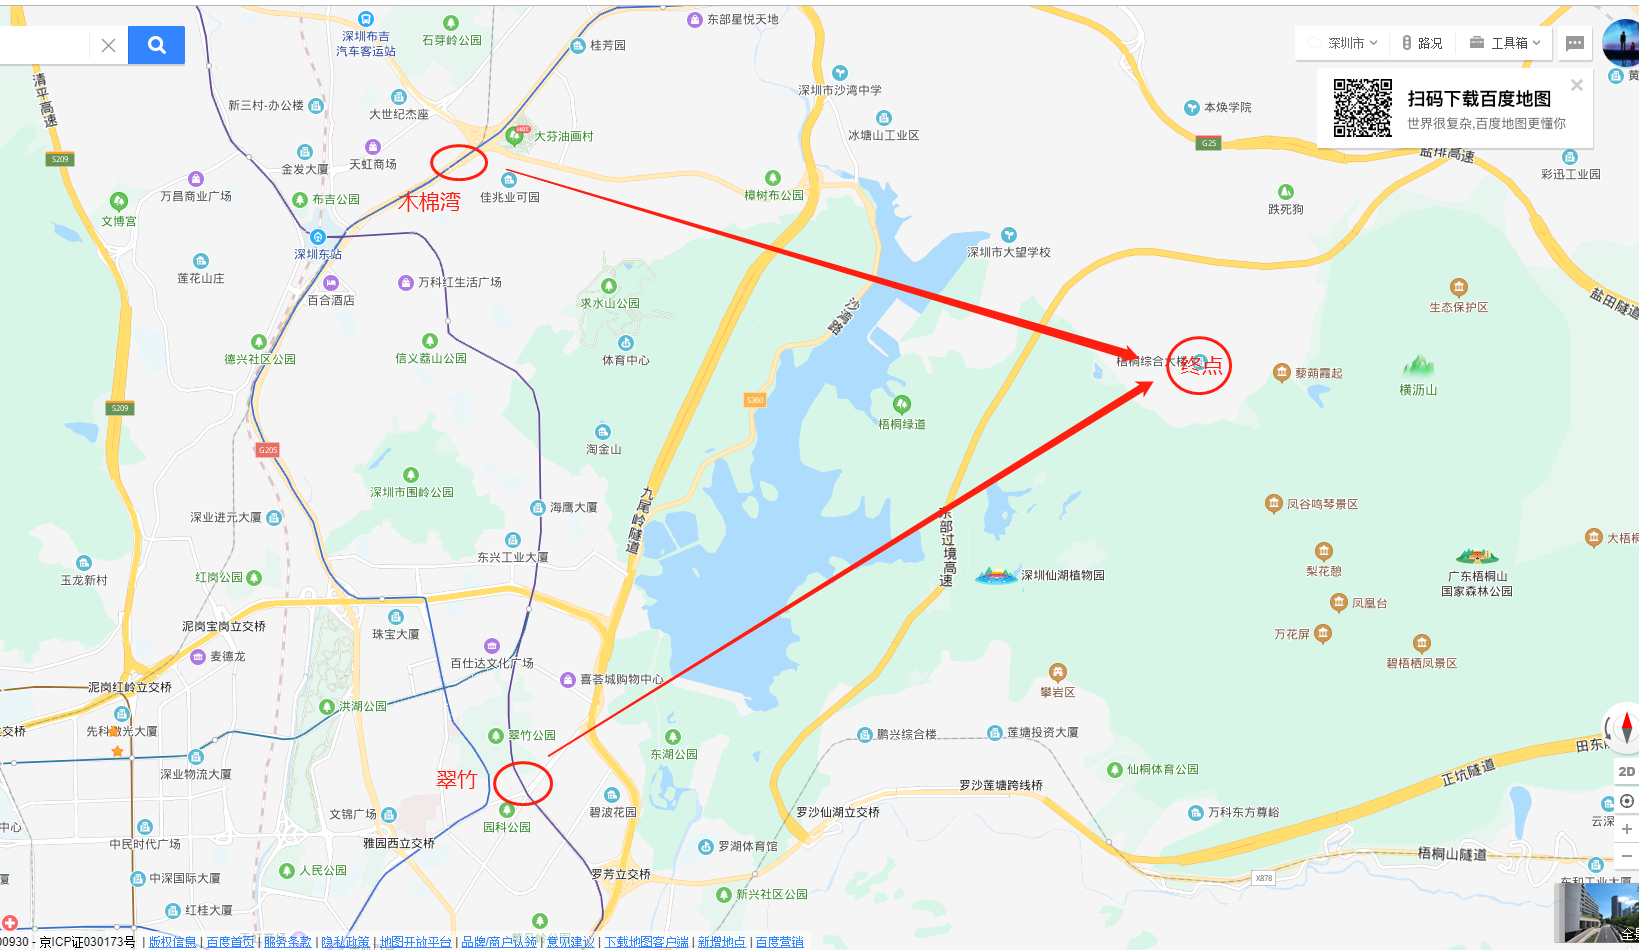 东部星悦天地
深圳布吉
汽车客运站
石芽岭公园
桂芳园
深圳市
路况
工具箱
清平高速
新三村-办公楼
大世纪杰座
大芬油画村
HOT
深圳市沙湾中学
冰塘山工业区
本焕学院
G25
扫码下载百度地图
世界很复杂,百度地图更懂你
黄
盐排高速
彩迅工业园
S209
金发大厦
天虹商场
万昌商业广场
布吉公园
木棉湾
佳兆业可园
樟树布公园
跌死狗
文博宫
深圳东站
深圳市大望学校
莲花山庄
百合酒店
万科红生活广场
求水山公园
沙湾路
生态保护区
盐田隧道
德兴社区公园
信义荔山公园
体育中心
梧桐综合大楼
终点
藜蒴霞起
横沥山
S209
S360
梧桐绿道
G205
淘金山
深圳市围岭公园
九尾岭隧道
深业进元大厦
海鹰大厦
东部过境高速
凤谷鸣琴景区
大梧桐
东兴工业大厦
玉龙新村
红岗公园
深圳仙湖植物园
梨花憩
广东梧桐山
国家森林公园
泥岗宝岗立交桥
珠宝大厦
凤凰台
万花屏
碧梧栖凤景区
麦德龙
百仕达文化广场
喜荟城购物中心
攀岩区
泥岗红岭立交桥
洪湖公园
交桥
先科激光大厦
翠竹公园
东湖公园
鹏兴综合楼
莲塘投资大厦
田东
深业物流大厦
翠竹
仙桐体育公园
正坑隧道
2D
罗沙莲塘跨线桥
碧波花园
罗沙仙湖立交桥
万科东方尊峪
云深
中心
文锦广场
园科公园
中民时代广场
雅园西立交桥
罗湖体育馆
梧桐山隧道
厦
中深国际大厦
人民公园
罗芳立交桥
X878
新兴社区公园
东和工业大厦
红桂大厦
全景
00930 - 京ICP证030173号 | 版权信息 | 百度首页 | 服务条款 | 隐私政策 | 地图开放平台 | 品牌/商户认领 | 意见建议 | 下载地图客户端 | 新增地点 | 百度营销